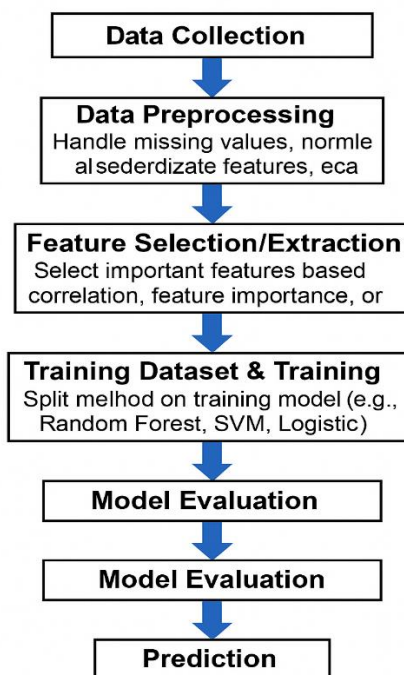 Data Collection
Data Preprocessing
Handle missing values, normle
alsederdizate features, eca
Feature Selection/Extraction
Select important features based
correlation, feature importance, or
Training Dataset & Training
Split melhod on training model (e.g.,
Random Forest, SVM, Logistic)
Model Evaluation
Model Evaluation
Prediction